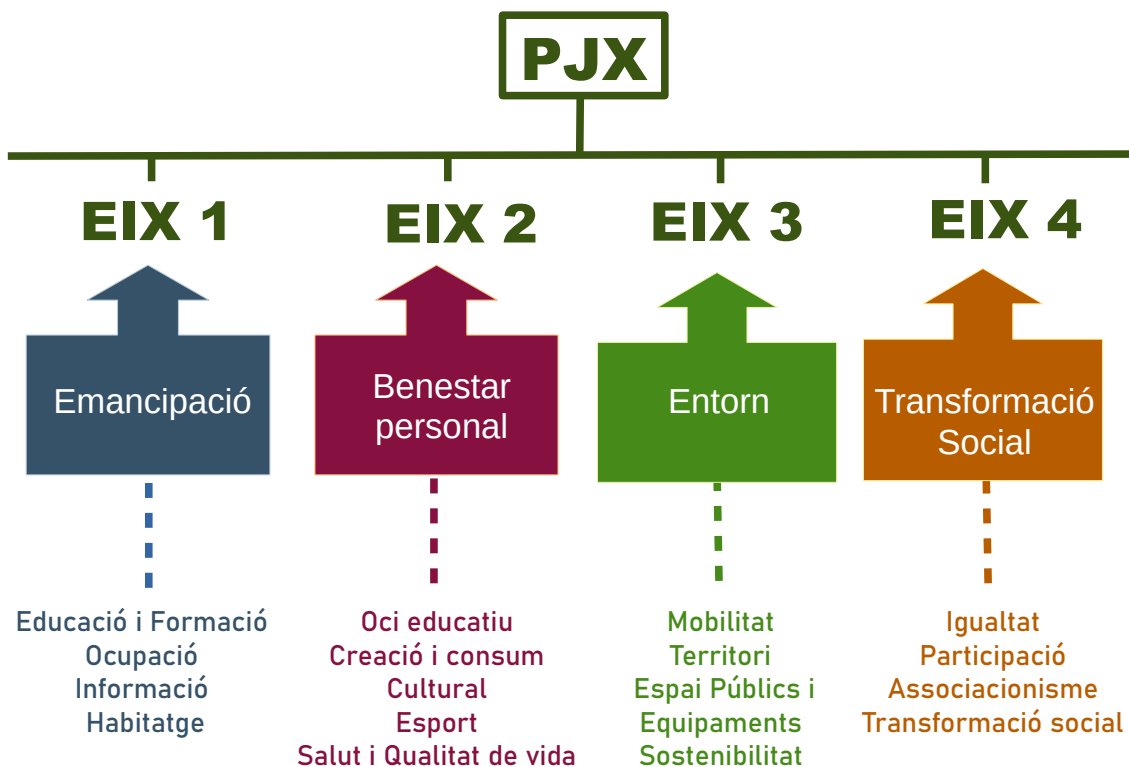 PJX
EIX 1
EIX 2
EIX 3
EIX 4
Emancipació
Benestar
personal
Entorn
Transformació
Social
Educació i Formació
Ocupació
Informació
Habitatge
Oci educatiu
Creació i consum
Cultural
Esport
Salut i Qualitat de vida
Mobilitat
Territori
Espai Públics i
Equipaments
Sostenibilitat
Igualtat
Participació
Associacionisme
Transformació social